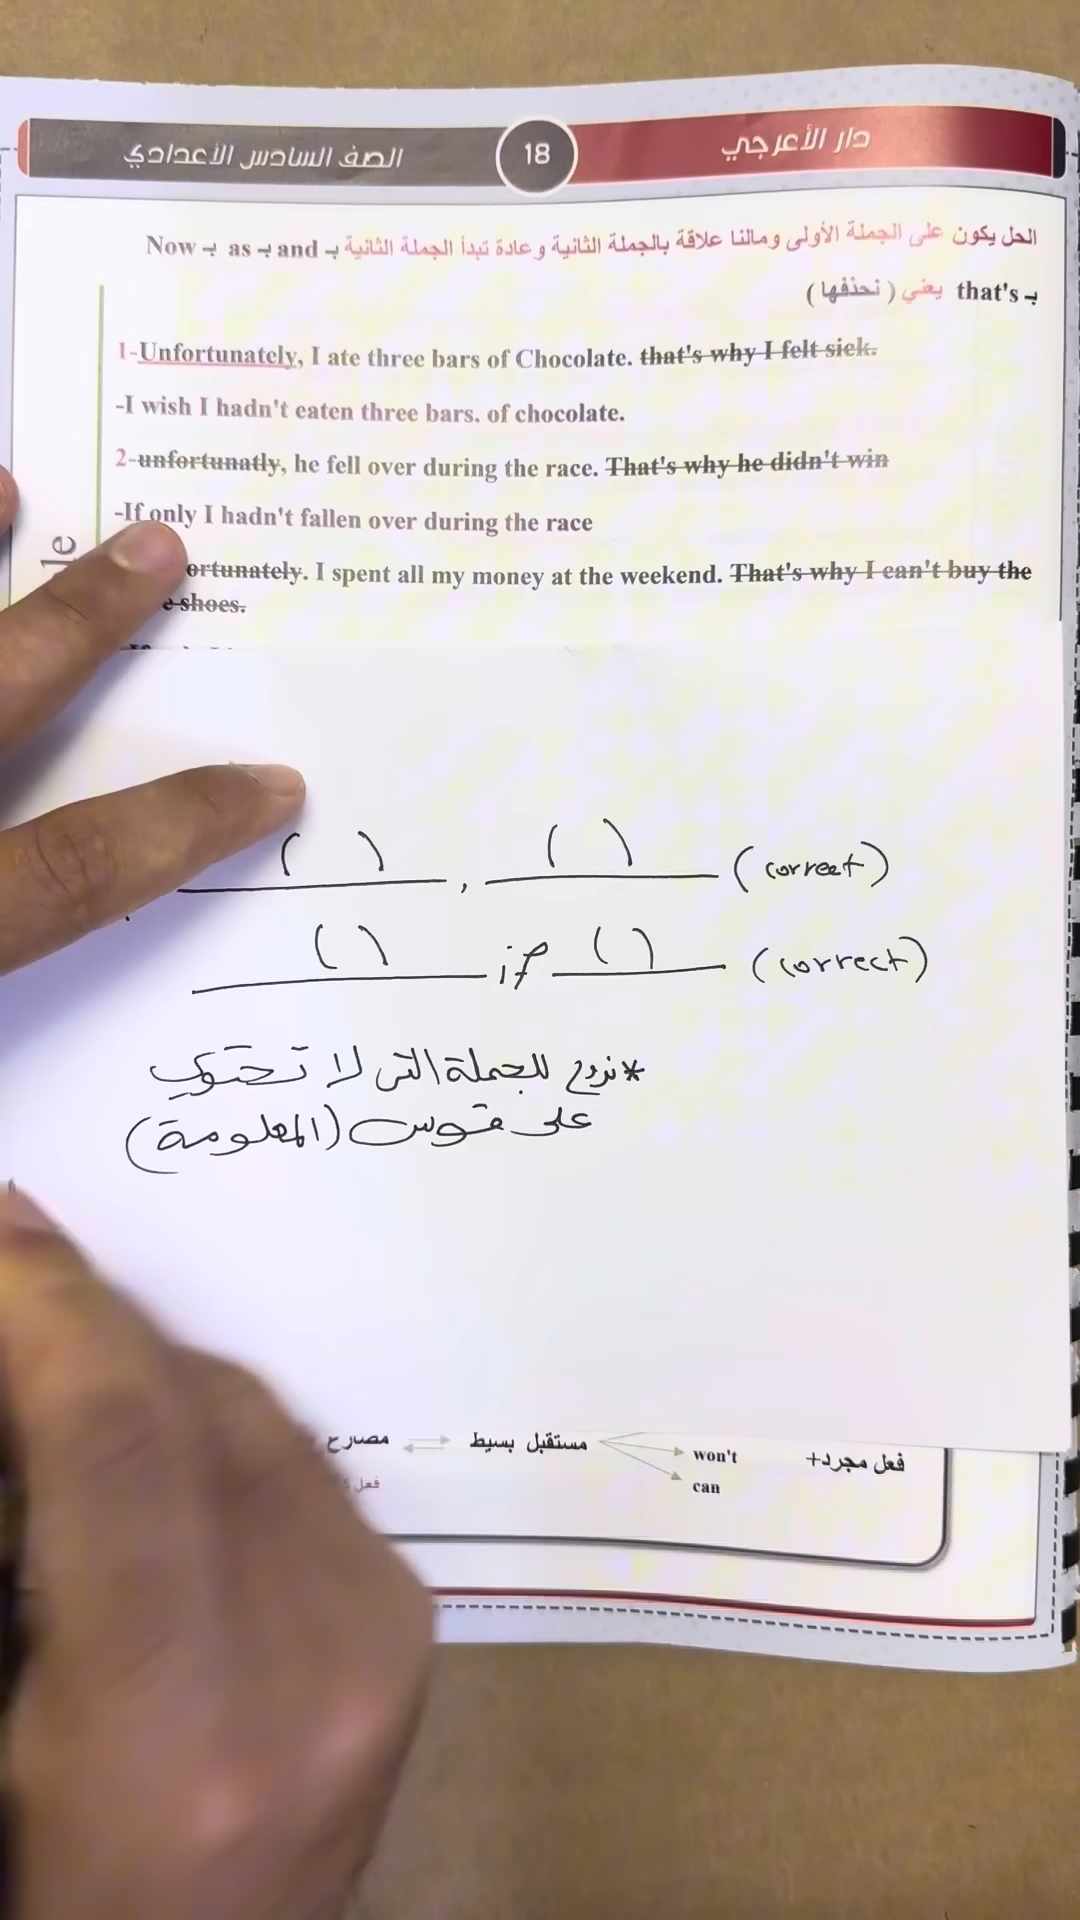 دار الأعرجي
18
الصف السادس الأعدادي
الحل يكون على الجملة الأولى ومالنا علاقة بالجملة الثانية وعادة تبدأ الجملة الثانية بـ and بـ as بـ Now
بـ that's يعني (نحذفها)
1-Unfortunately, I ate three bars of Chocolate. that's why I felt sick.
-I wish I hadn't eaten three bars. of chocolate.
2-unfortunatly, he fell over during the race. That's why he didn't win
-If only I hadn't fallen over during the race
ortunately. I spent all my money at the weekend. That's why I can't buy the
shoes.
( ) , ( ) (correct)
( ) if ( ) (correct)
*نروح للجملة التي لا تحتوي
على قوس (المعلومة)
مستقبل بسيط
won't
فعل مجرد+
can
فعل